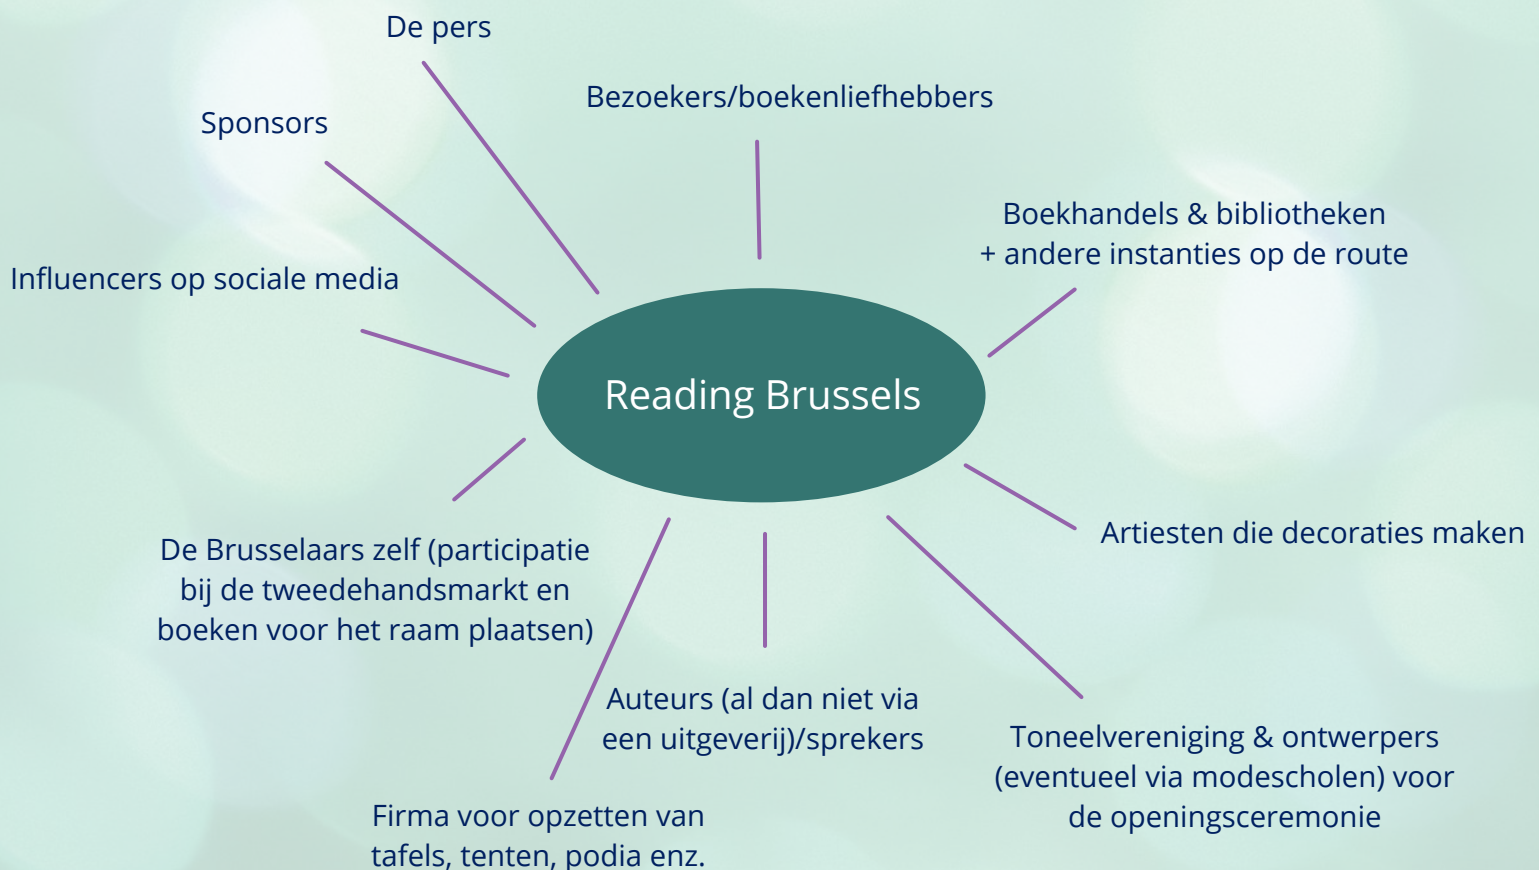 De pers
Bezoekers/boekenliefhebbers
Sponsors
Boekhandels & bibliotheken
+ andere instanties op de route
Influencers op sociale media
Reading Brussels
Artiesten die decoraties maken
De Brusselaars zelf (participatie
bij de tweedehandsmarkt en
boeken voor het raam plaatsen)
Auteurs (al dan niet via
een uitgeverij)/sprekers
Toneelvereniging & ontwerpers
(eventueel via modescholen) voor
de openingsceremonie
Firma voor opzetten van
tafels, tenten, podia enz.